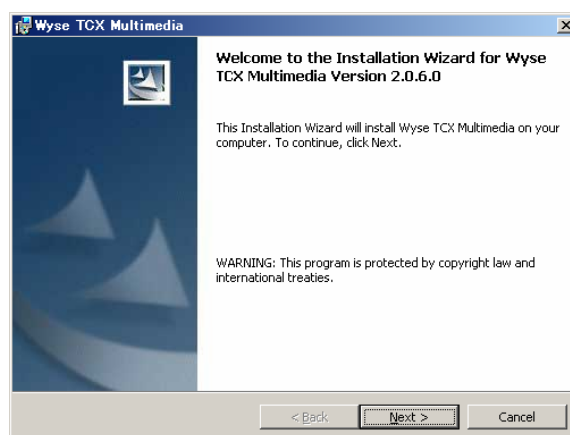 Wyse TCX Multimedia
Welcome to the Installation Wizard for Wyse
TCX Multimedia Version 2.0.6.0
This Installation Wizard will install Wyse TCX Multimedia on your
computer. To continue, click Next.
WARNING: This program is protected by copyright law and
international treaties.
< Back
Next >
Cancel